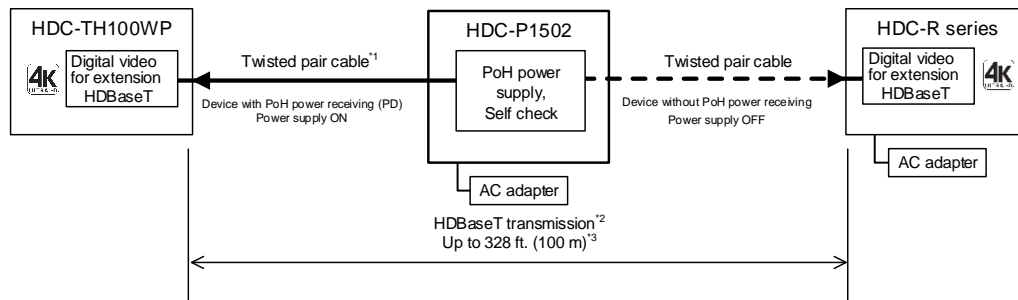 HDC-TH100WP
4K
Digital video
for extension
HDBaseT
Twisted pair cable*1
Device with PoH power receiving (PD)
Power supply ON
HDC-P1502
PoH power
supply,
Self check
AC adapter
Twisted pair cable
Device without PoH power receiving
Power supply OFF
HDC-R series
Digital video
for extension
HDBaseT
4K
AC adapter
HDBaseT transmission*2
Up to 328 ft. (100 m)*3